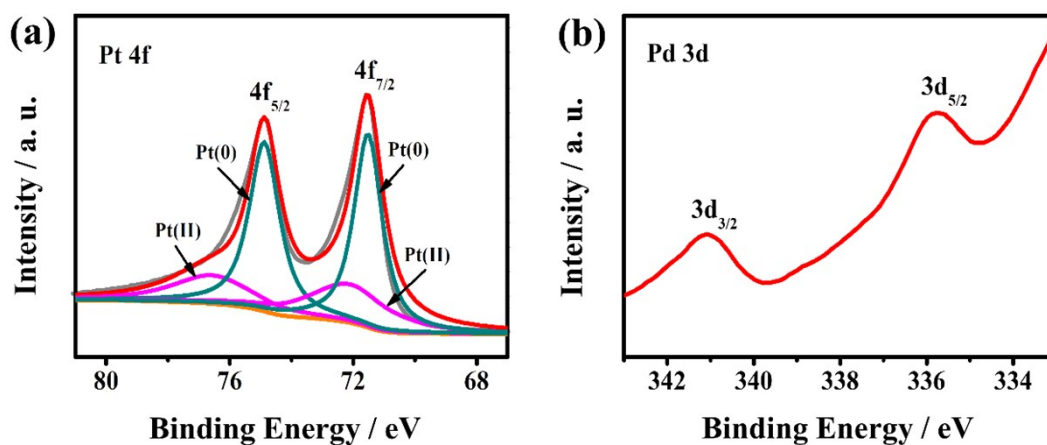 (a)
Pt 4f
4f5/2
4f7/2
Pt(0)
Pt(0)
Pt(II)
Pt(II)
Intensity / a. u.
80 76 72 68
Binding Energy / eV
(b)
Pd 3d
3d5/2
3d3/2
Intensity / a. u.
342 340 338 336 334
Binding Energy / eV